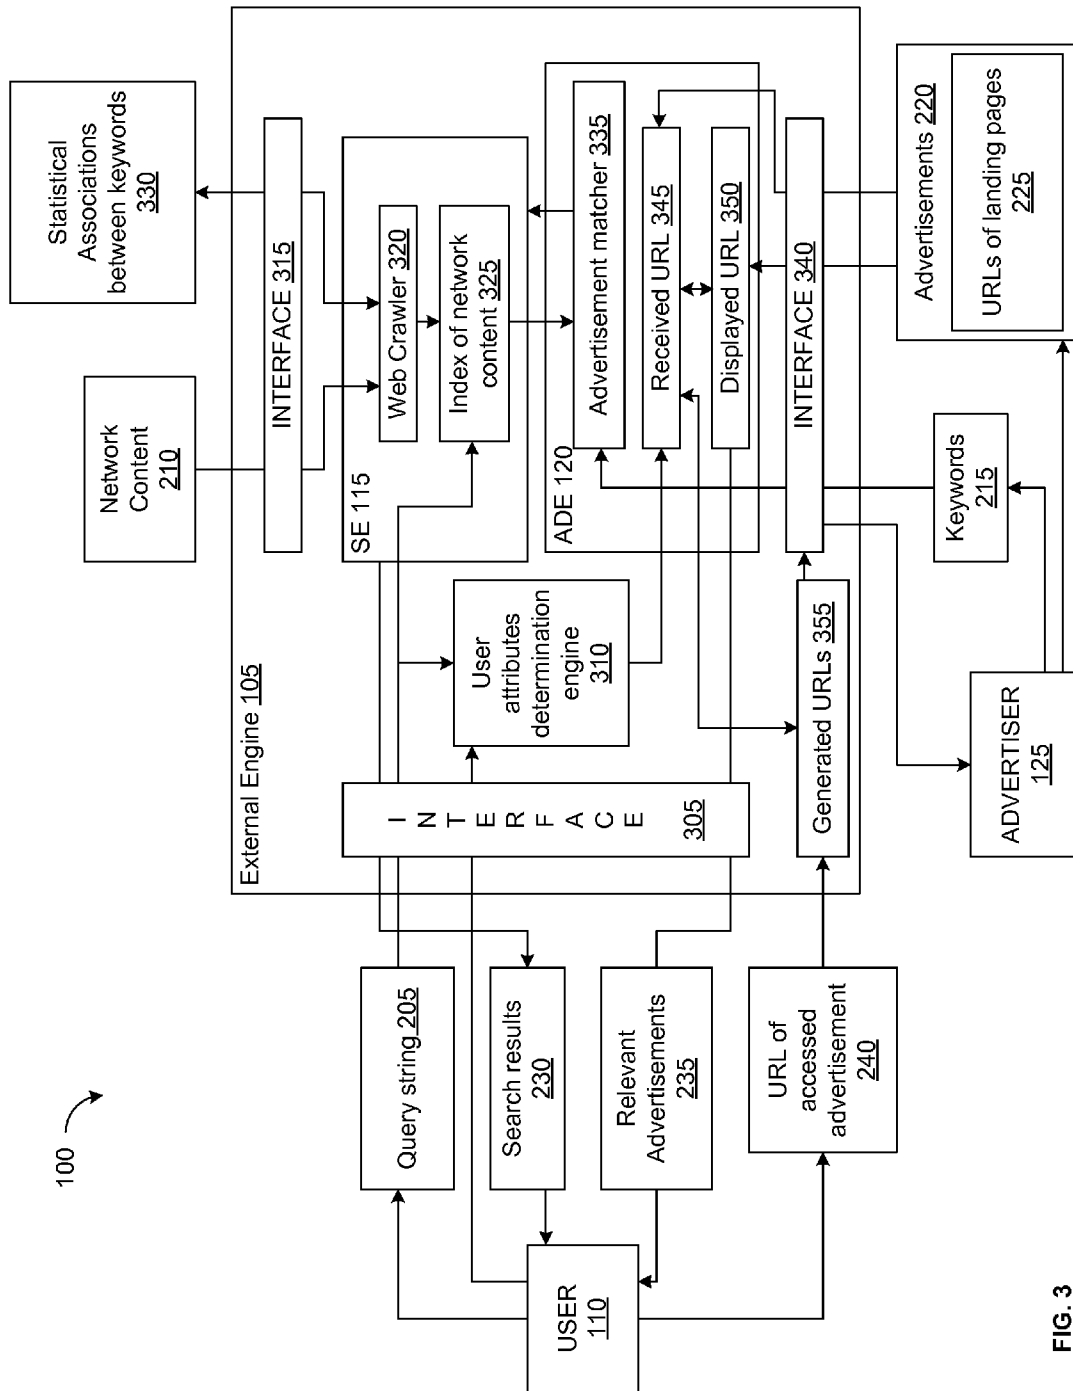 100
Statistical
Associations
between keywords
330
Network
Content
210
External Engine 105
INTERFACE 315
SE 115
Web Crawler 320
Index of network
content 325
Query string 205
Search results
230
USER
110
Relevant
Advertisements
235
URL of
accessed
advertisement
240
INTERFACE
305
User
attributes
determination
engine
310
ADE 120
Advertisement matcher 335
Received URL 345
Displayed URL 350
INTERFACE 340
Generated URLs 355
Keywords
215
ADVERTISER
125
Advertisements 220
URLs of landing pages
225
FIG. 3